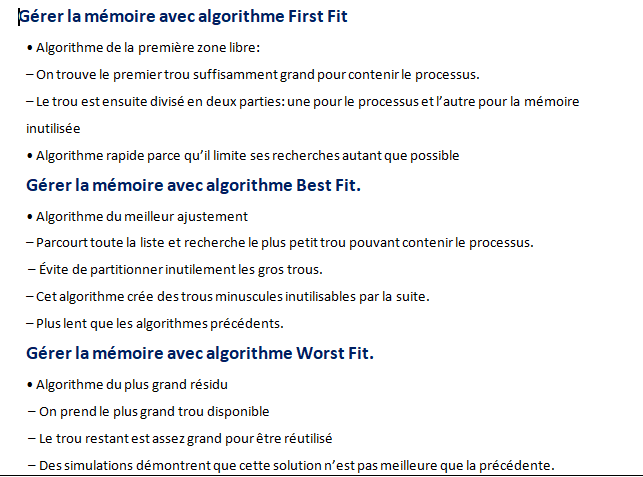 Gérer la mémoire avec algorithme First Fit
• Algorithme de la première zone libre:
– On trouve le premier trou suffisamment grand pour contenir le processus.
– Le trou est ensuite divisé en deux parties: une pour le processus et l’autre pour la mémoire
inutilisée
• Algorithme rapide parce qu’il limite ses recherches autant que possible
Gérer la mémoire avec algorithme Best Fit.
• Algorithme du meilleur ajustement
– Parcourt toute la liste et recherche le plus petit trou pouvant contenir le processus.
– Évite de partitionner inutilement les gros trous.
– Cet algorithme crée des trous minuscules inutilisables par la suite.
– Plus lent que les algorithmes précédents.
Gérer la mémoire avec algorithme Worst Fit.
• Algorithme du plus grand résidu
– On prend le plus grand trou disponible
– Le trou restant est assez grand pour être réutilisé
– Des simulations démontrent que cette solution n’est pas meilleure que la précédente.